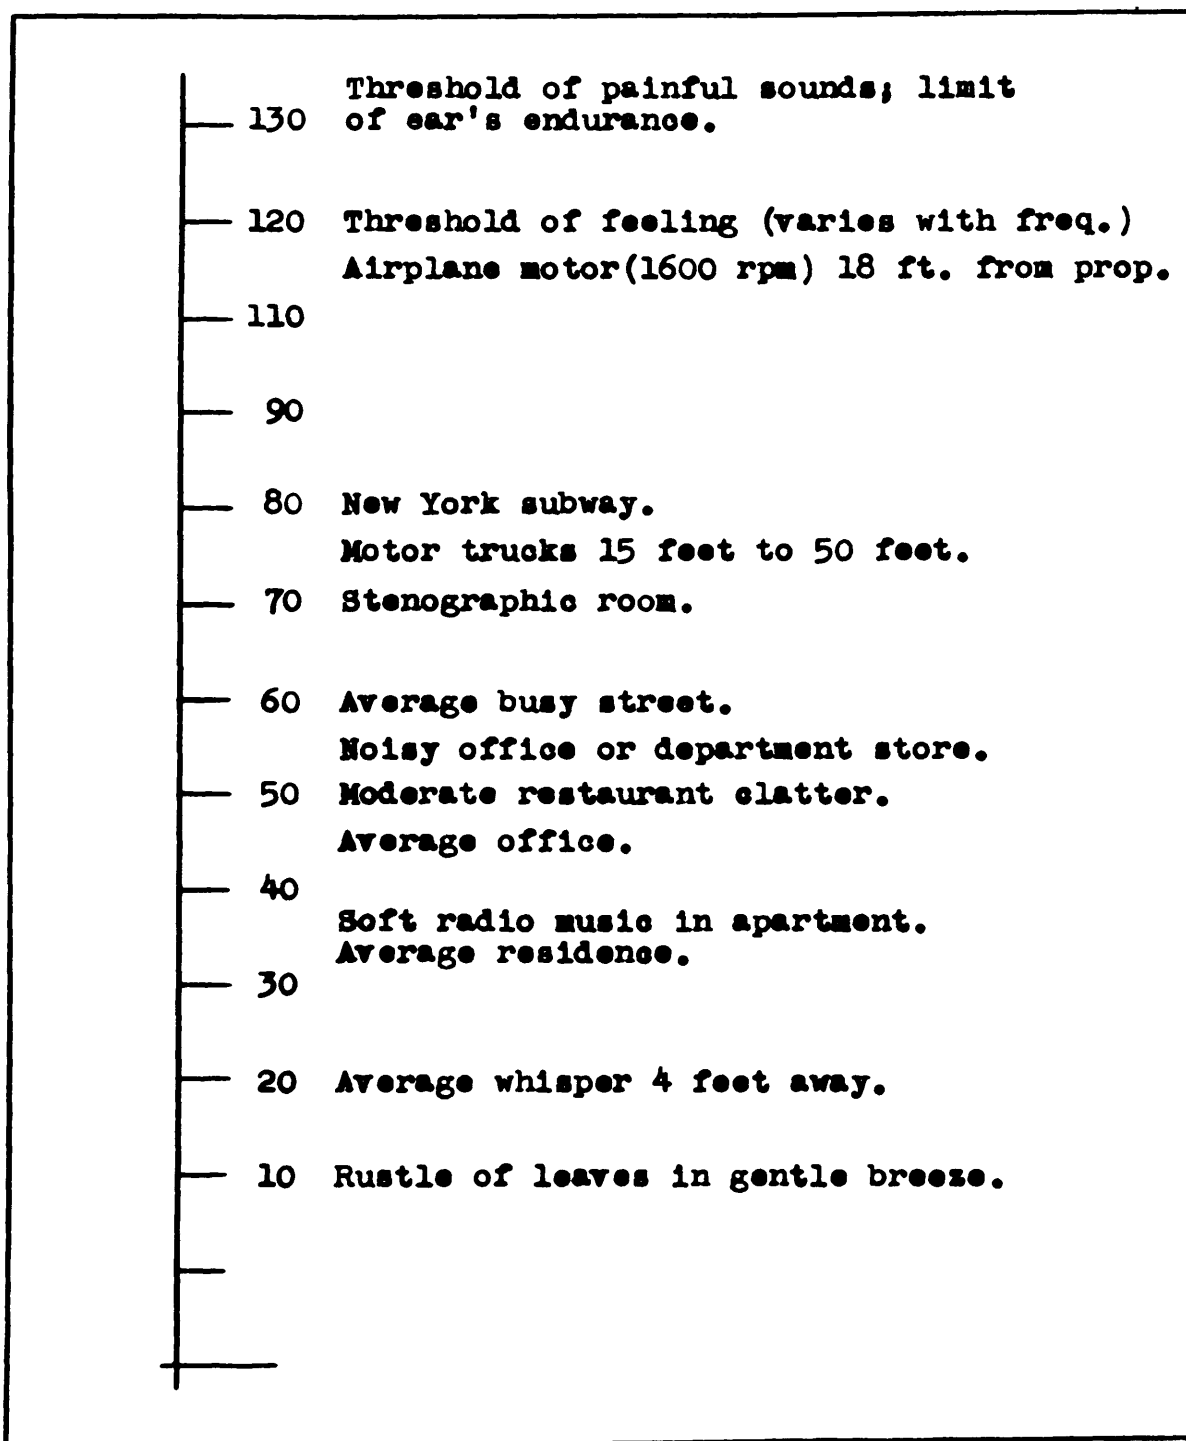 Threshold of painful sounds; limit
130 of ear's endurance.
120 Threshold of feeling (varies with freq.)
Airplane motor(1600 rpm) 18 ft. from prop.
110
90
80 New York subway.
Motor trucks 15 feet to 50 feet.
70 Stenographic room.
60 Average busy street.
Noisy office or department store.
50 Moderate restaurant clatter.
Average office.
40
Soft radio music in apartment.
Average residence.
30
20 Average whisper 4 feet away.
10 Rustle of leaves in gentle breeze.